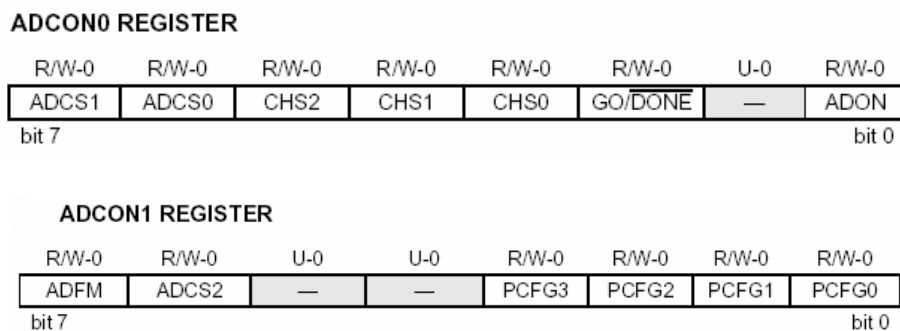 ADCON0 REGISTER
R/W-0 R/W-0 R/W-0 R/W-0 R/W-0 R/W-0 U-0 R/W-0
ADCS1 ADCS0 CHS2 CHS1 CHS0 GO/D̅O̅N̅E̅ — ADON
bit 7 bit 0
ADCON1 REGISTER
R/W-0 R/W-0 U-0 U-0 R/W-0 R/W-0 R/W-0 R/W-0
ADFM ADCS2 — — PCFG3 PCFG2 PCFG1 PCFG0
bit 7 bit 0